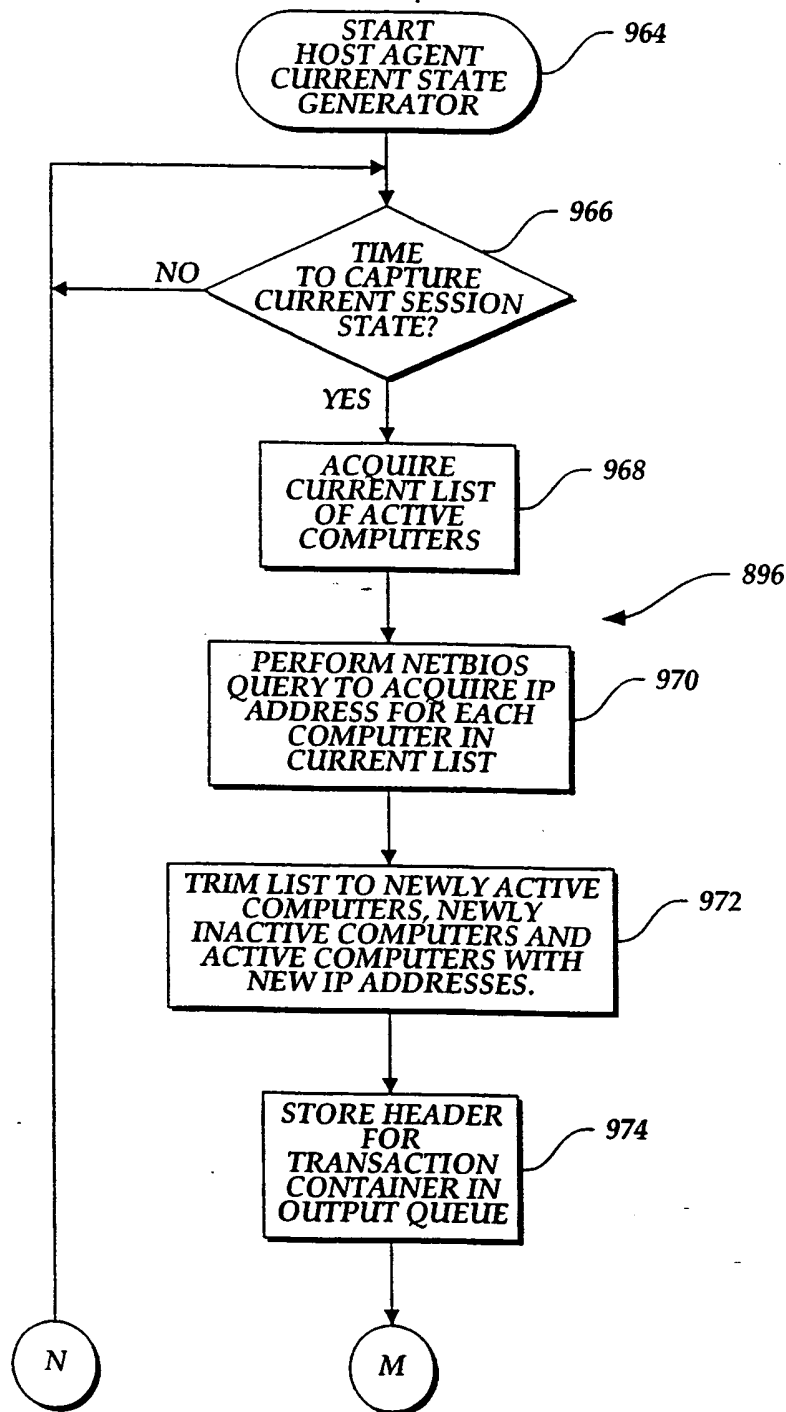 START
HOST AGENT
CURRENT STATE
GENERATOR
964
966
TIME
TO CAPTURE
CURRENT SESSION
STATE?
NO
YES
ACQUIRE
CURRENT LIST
OF ACTIVE
COMPUTERS
968
896
PERFORM NETBIOS
QUERY TO ACQUIRE IP
ADDRESS FOR EACH
COMPUTER IN
CURRENT LIST
970
TRIM LIST TO NEWLY ACTIVE
COMPUTERS, NEWLY
INACTIVE COMPUTERS AND
ACTIVE COMPUTERS WITH
NEW IP ADDRESSES.
972
STORE HEADER
FOR
TRANSACTION
CONTAINER IN
OUTPUT QUEUE
974
N
M